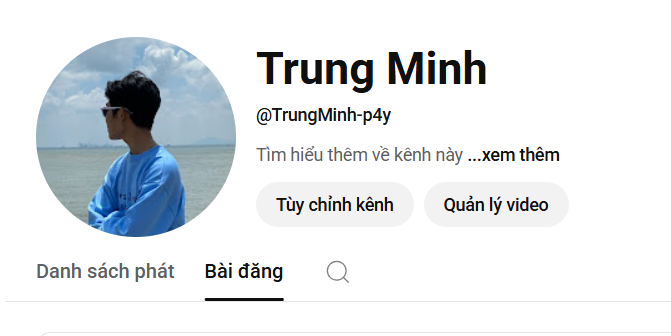 Trung Minh
@TrungMinh-p4y
Tìm hiểu thêm về kênh này ...xem thêm
Tùy chỉnh kênh Quản lý video
Danh sách phát Bài đăng